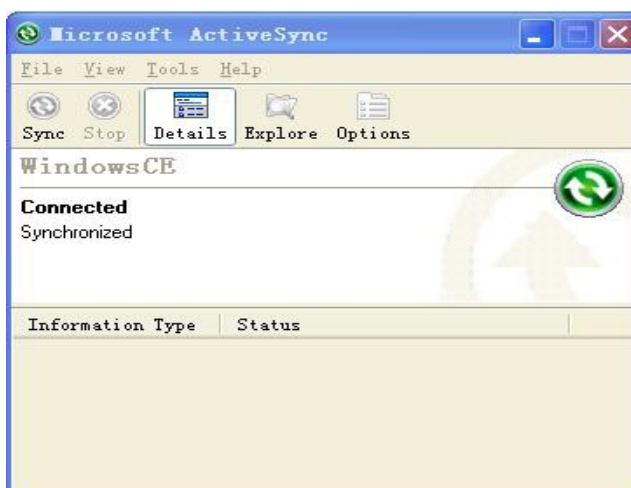 Microsoft ActiveSync
File View Tools Help
Sync Stop Details Explore Options
WindowsCE
Connected
Synchronized
Information Type Status